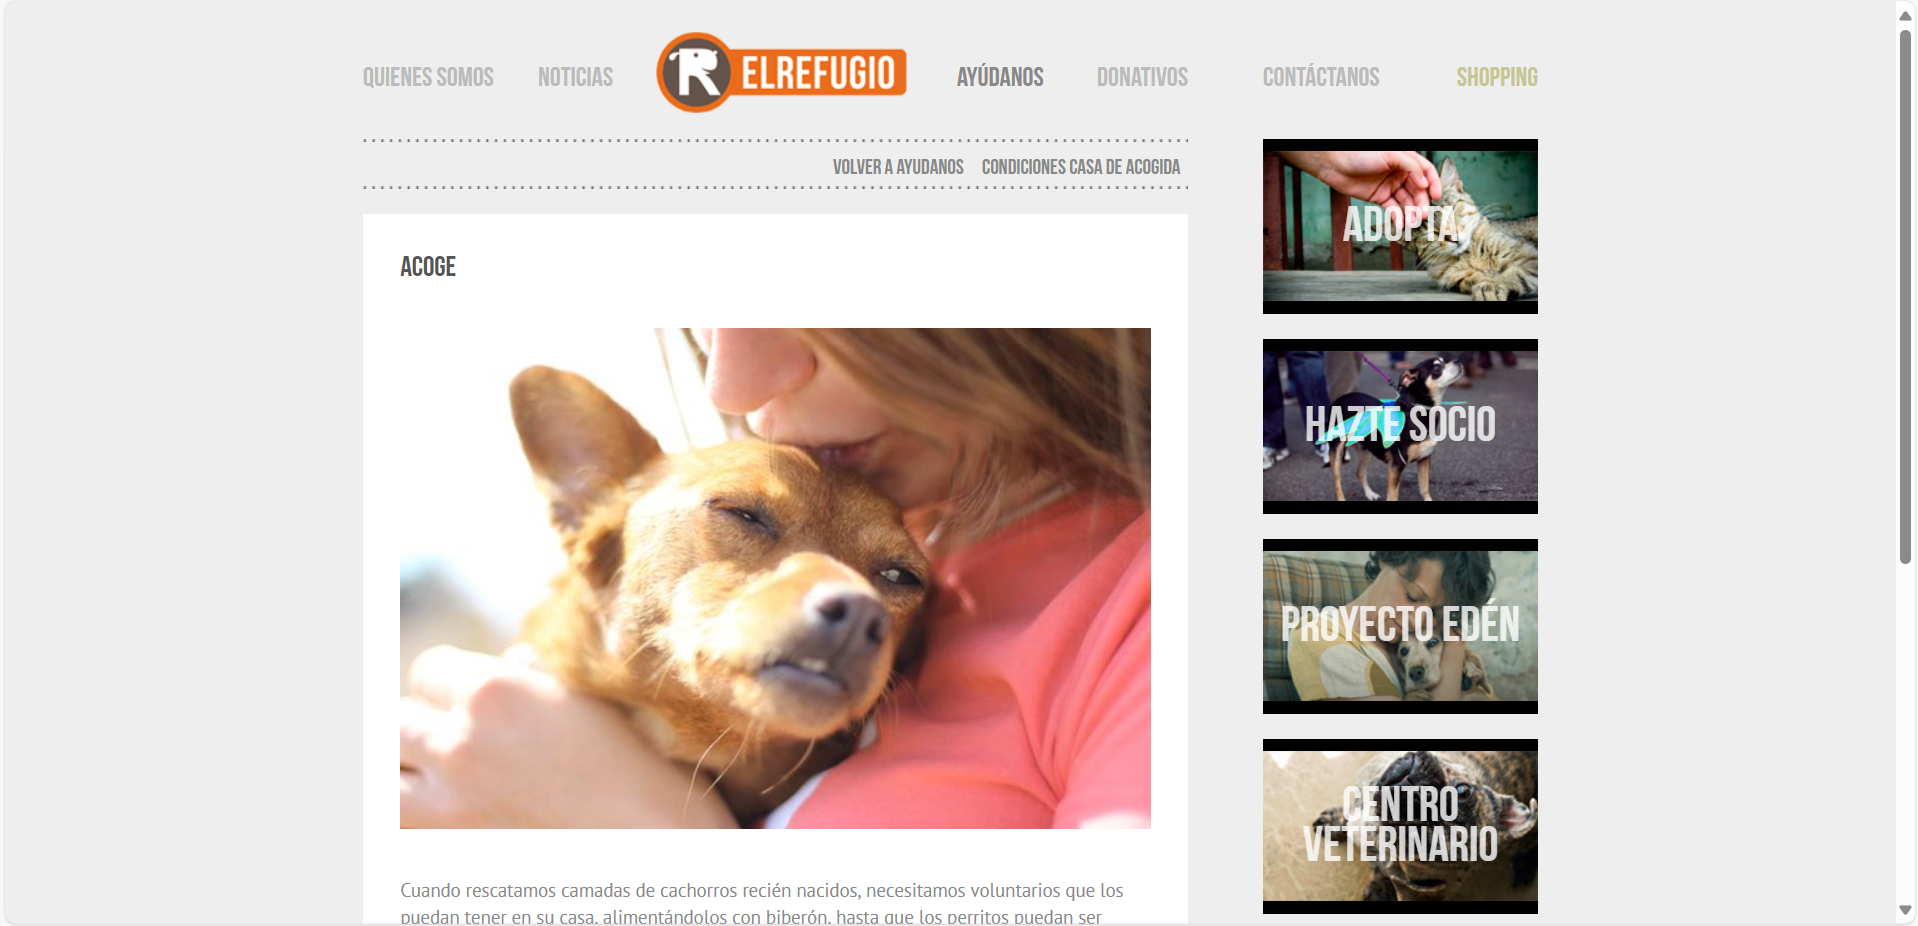 QUIENES SOMOS
NOTICIAS
R ELREFUGIO
AYÚDANOS
DONATIVOS
CONTÁCTANOS
SHOPPING
VOLVER A AYUDANOS
CONDICIONES CASA DE ACOGIDA
ACOGE
Cuando rescatamos camadas de cachorros recién nacidos, necesitamos voluntarios que los
puedan tener en su casa, alimentándolos con biberón, hasta que los perritos puedan ser
ADOPTA
HAZTE SOCIO
PROYECTO EDÉN
CENTRO
VETERINARIO